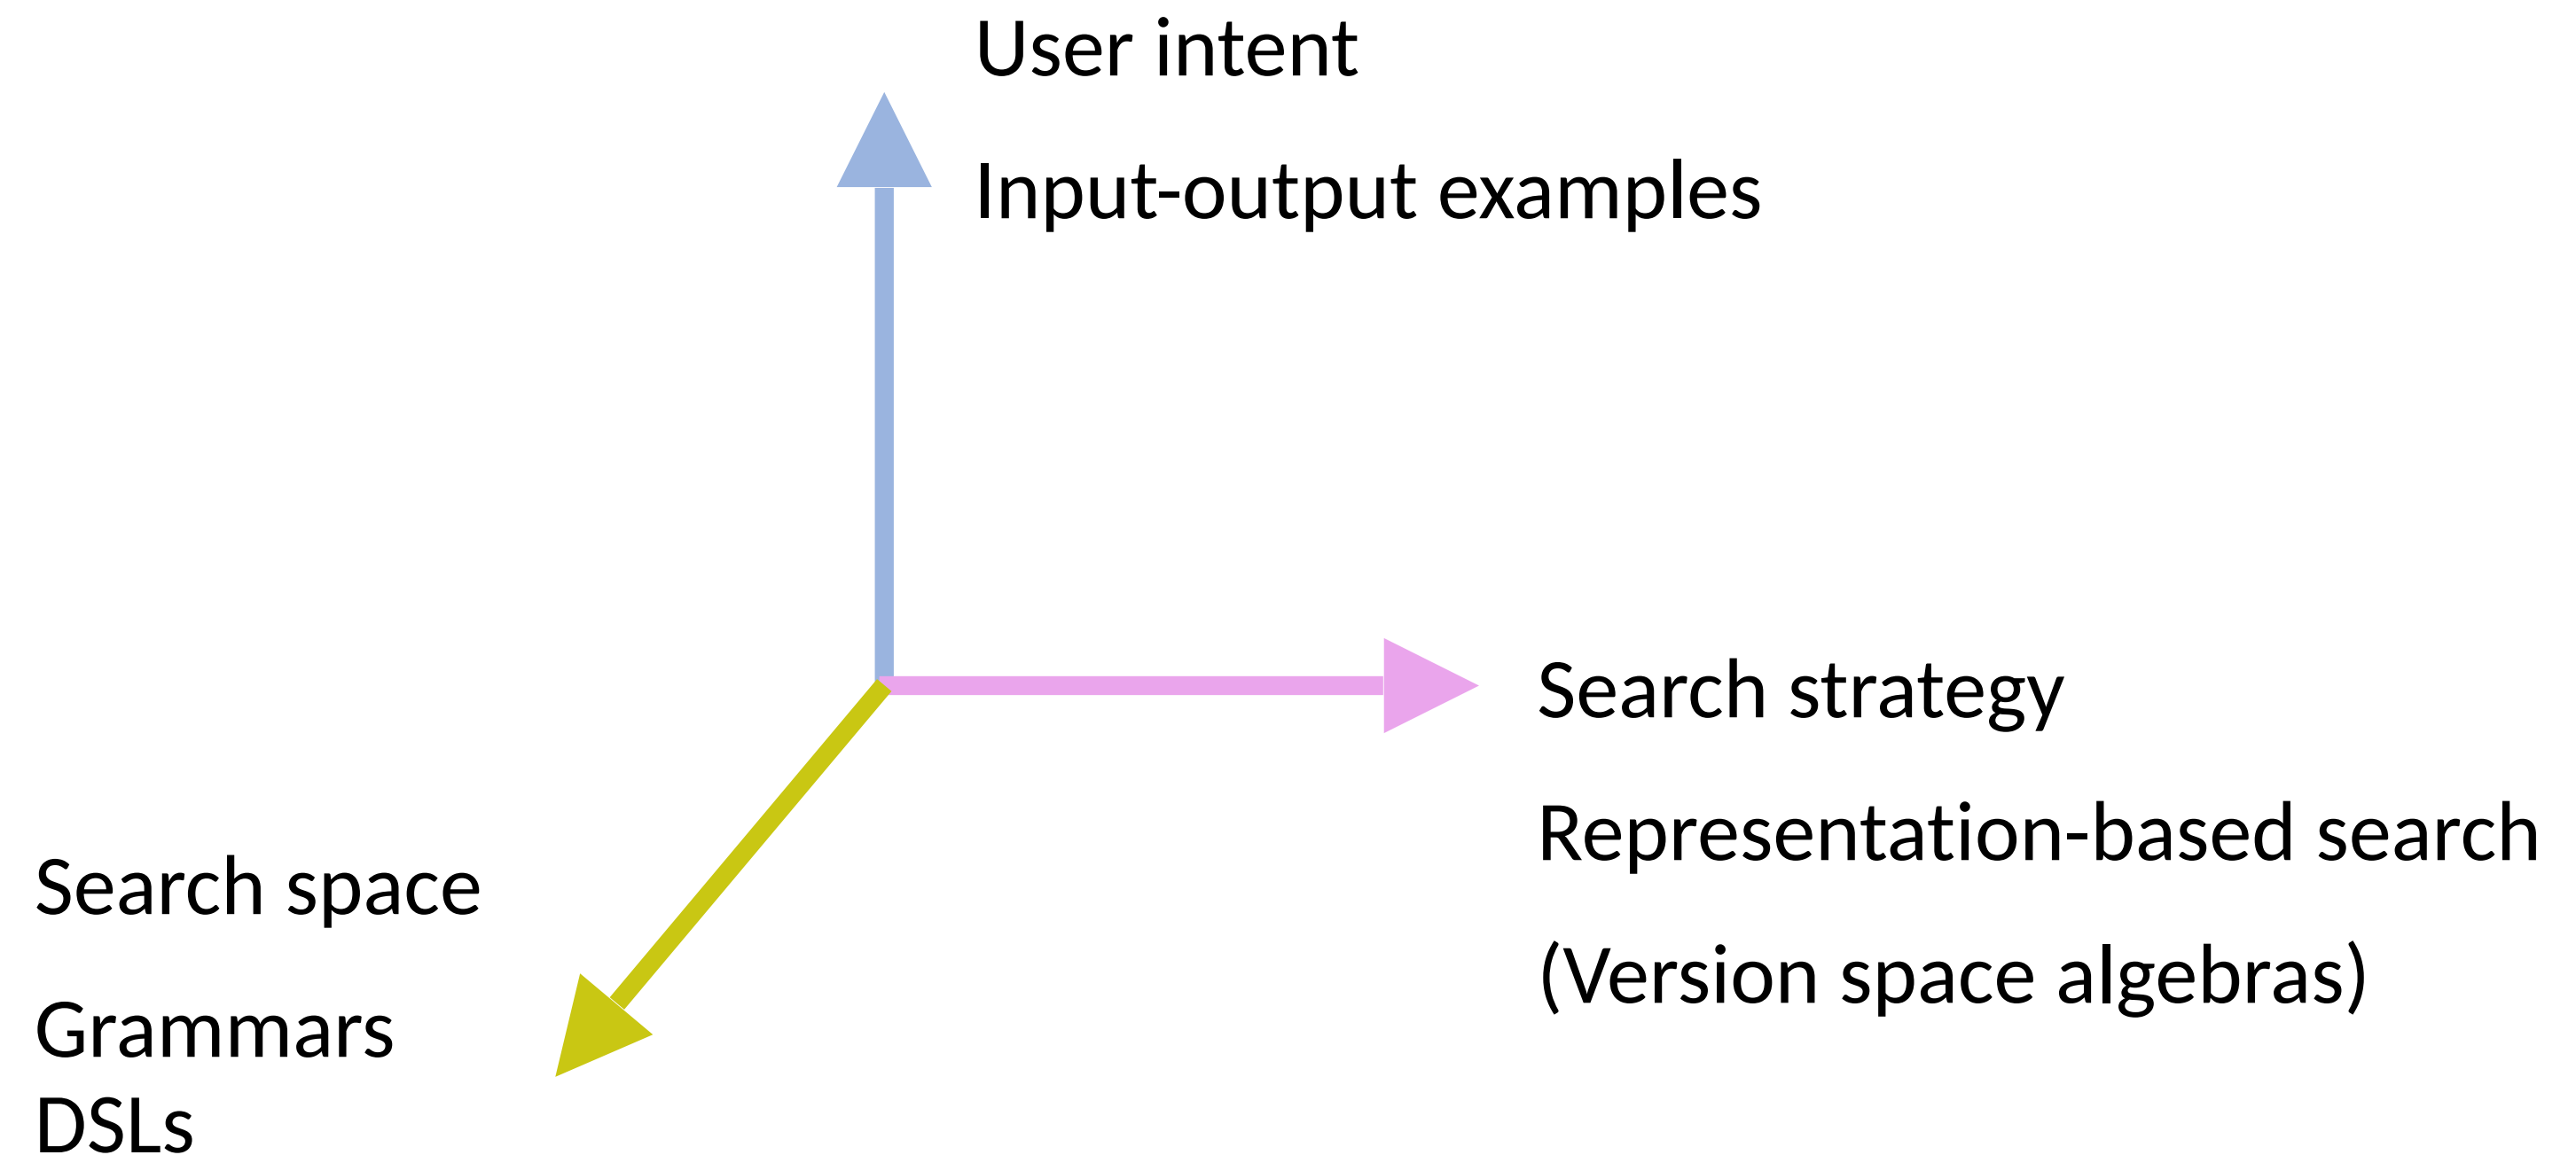 User intent
Input-output examples
Search strategy
Representation-based search
(Version space algebras)
Search space
Grammars
DSLs